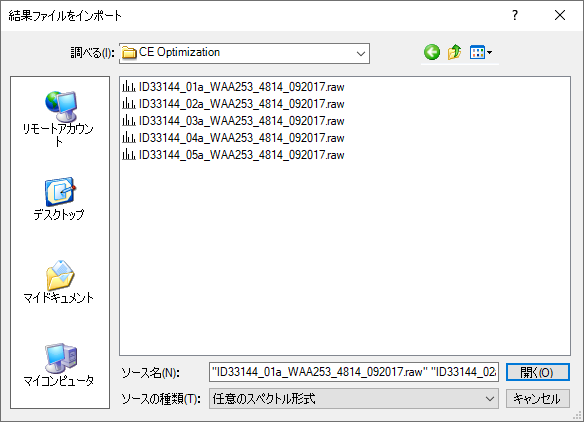 結果ファイルをインポート
調べる(I):
CE Optimization
リモートアカウン
ト
デスクトップ
マイドキュメント
マイコンピュータ
ID33144_01a_WAA253_4814_092017.raw
ID33144_02a_WAA253_4814_092017.raw
ID33144_03a_WAA253_4814_092017.raw
ID33144_04a_WAA253_4814_092017.raw
ID33144_05a_WAA253_4814_092017.raw
ソース名(N):
"ID33144_01a_WAA253_4814_092017.raw" "ID33144_02a
開く(O)
ソースの種類(T):
任意のスペクトル形式
キャンセル